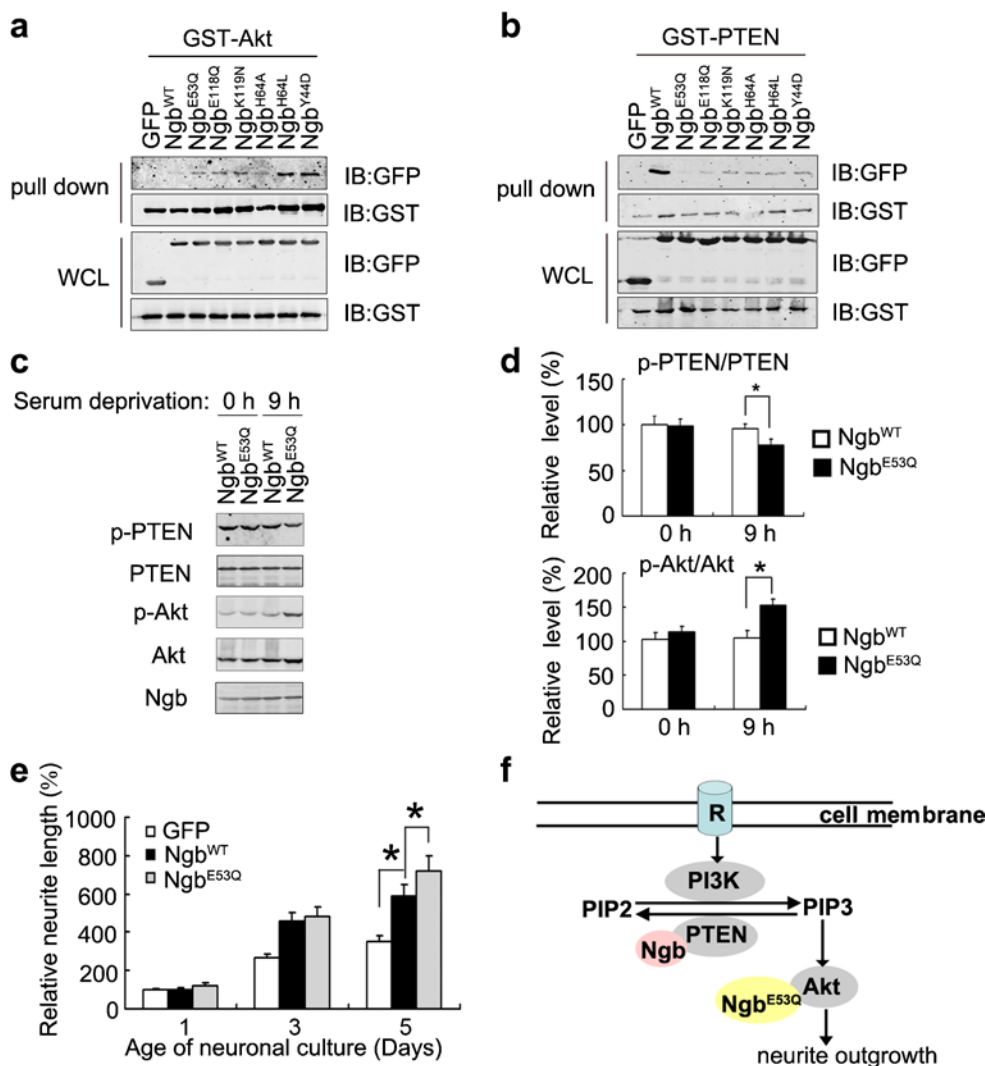 a
GST-Akt
GFP
Ngb^WT
Ngb^E53Q
Ngb^E118Q
Ngb^K119N
Ngb^H64A
Ngb^H64L
Ngb^Y44D
pull down
IB:GFP
IB:GST
WCL
IB:GFP
IB:GST
b
GST-PTEN
GFP
Ngb^WT
Ngb^E53Q
Ngb^E118Q
Ngb^K119N
Ngb^H64A
Ngb^H64L
Ngb^Y44D
pull down
IB:GFP
IB:GST
WCL
IB:GFP
IB:GST
c
Serum deprivation: 0 h 9 h
Ngb^WT
Ngb^E53Q
Ngb^WT
Ngb^E53Q
p-PTEN
PTEN
p-Akt
Akt
Ngb
d
p-PTEN/PTEN
Relative level (%)
150
100
50
0
*
0 h 9 h
Ngb^WT
Ngb^E53Q
p-Akt/Akt
Relative level (%)
200
150
100
50
0
*
0 h 9 h
Ngb^WT
Ngb^E53Q
e
Relative neurite length (%)
1000
800
600
400
200
0
GFP
Ngb^WT
Ngb^E53Q
*
*
1 3 5
Age of neuronal culture (Days)
f
R
cell membrane
PI3K
PIP2
PIP3
PTEN
Ngb
Akt
Ngb^E53Q
neurite outgrowth